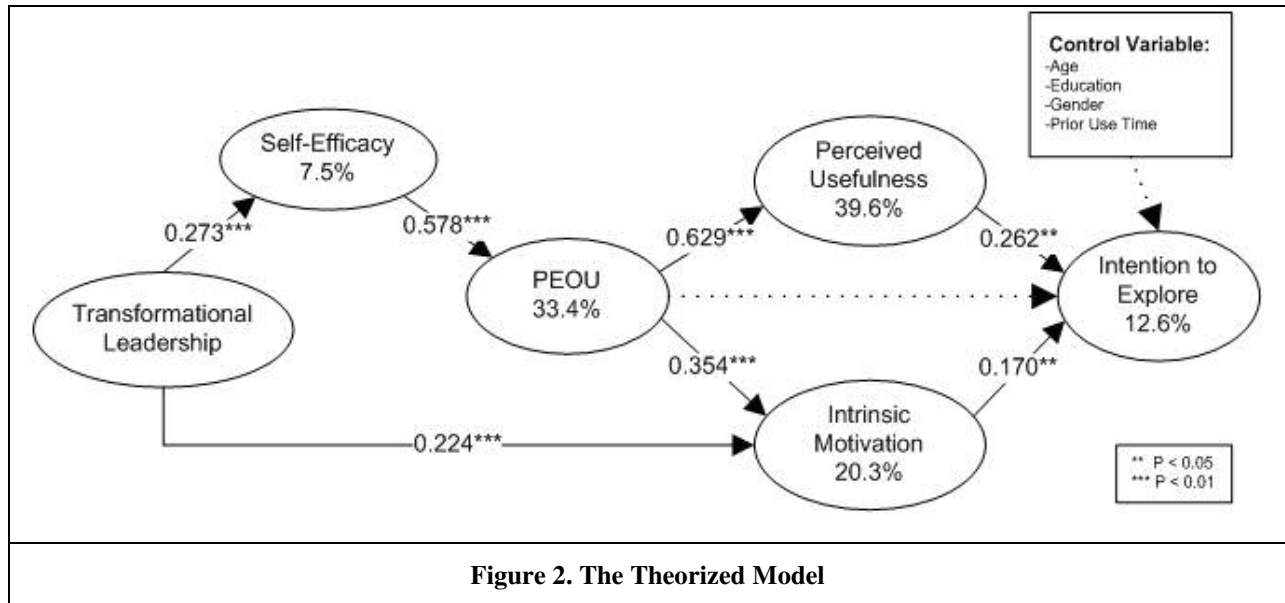 Control Variable:
-Age
-Education
-Gender
-Prior Use Time
Self-Efficacy
7.5%
Perceived
Usefulness
39.6%
0.273***
0.578***
0.629***
0.262**
Transformational
Leadership
PEOU
33.4%
Intention to
Explore
12.6%
0.354***
0.170**
0.224***
Intrinsic
Motivation
20.3%
** P < 0.05
*** P < 0.01
Figure 2. The Theorized Model